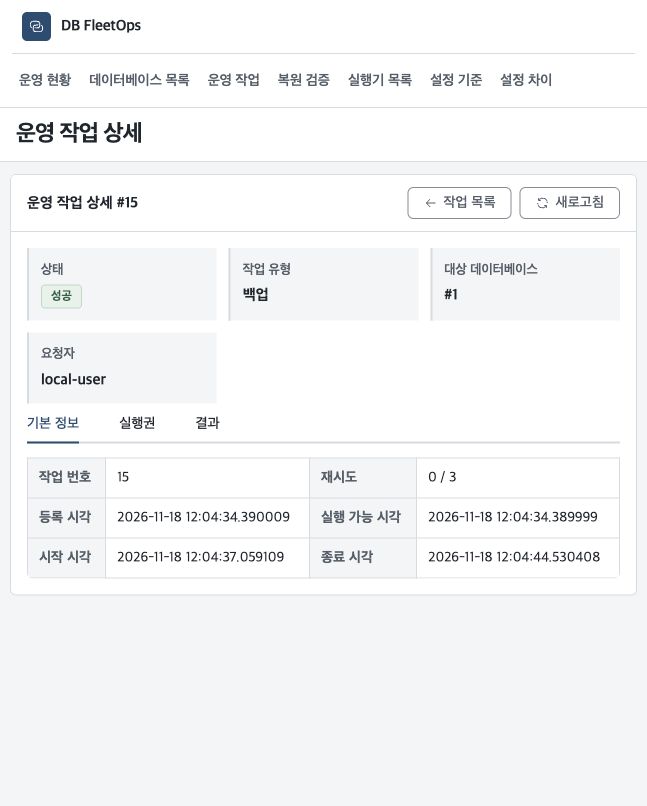 DB FleetOps
운영 현황 데이터베이스 목록 운영 작업 복원 검증 실행기 목록 설정 기준 설정 차이
운영 작업 상세
운영 작업 상세 #15 ← 작업 목록 새로고침
상태 작업 유형 대상 데이터베이스
성공 백업 #1
요청자
local-user
기본 정보 실행권 결과
작업 번호 15 재시도 0 / 3
등록 시각 2026-11-18 12:04:34.390009 실행 가능 시각 2026-11-18 12:04:34.389999
시작 시각 2026-11-18 12:04:37.059109 종료 시각 2026-11-18 12:04:44.530408